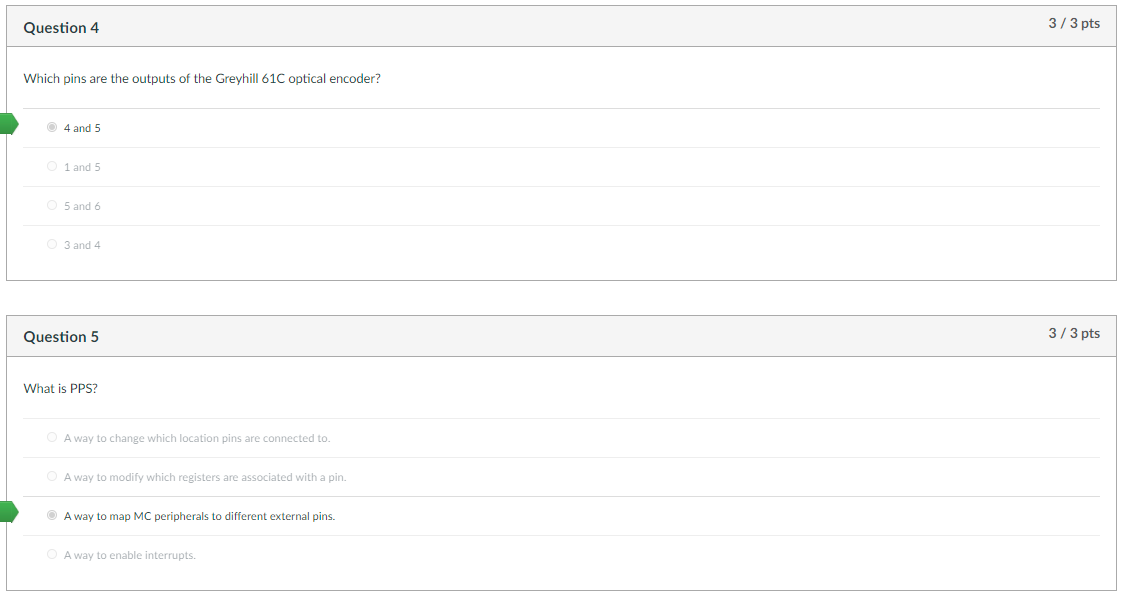 Question 4
3 / 3 pts
Which pins are the outputs of the Greyhill 61C optical encoder?
4 and 5
1 and 5
5 and 6
3 and 4
Question 5
3 / 3 pts
What is PPS?
A way to change which location pins are connected to.
A way to modify which registers are associated with a pin.
A way to map MC peripherals to different external pins.
A way to enable interrupts.